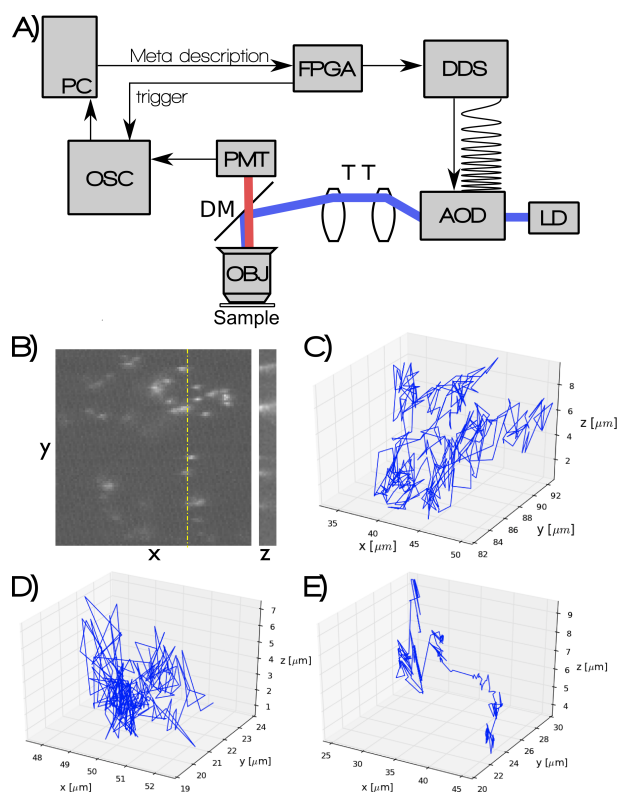 A)
PC
Meta description
FPGA
DDS
trigger
OSC
PMT
T T
DM
AOD
LD
OBJ
Sample
B)
y
x
z
C)
8
6
4
2
z [μm]
35
40
45
50
x [μm]
82
84
86
88
90
92
y [μm]
D)
7
6
5
4
3
2
1
z [μm]
48
49
50
51
52
x [μm]
19
20
21
22
23
24
y [μm]
E)
9
8
7
6
5
4
z [μm]
25
30
35
40
45
x [μm]
20
22
24
26
28
30
y [μm]